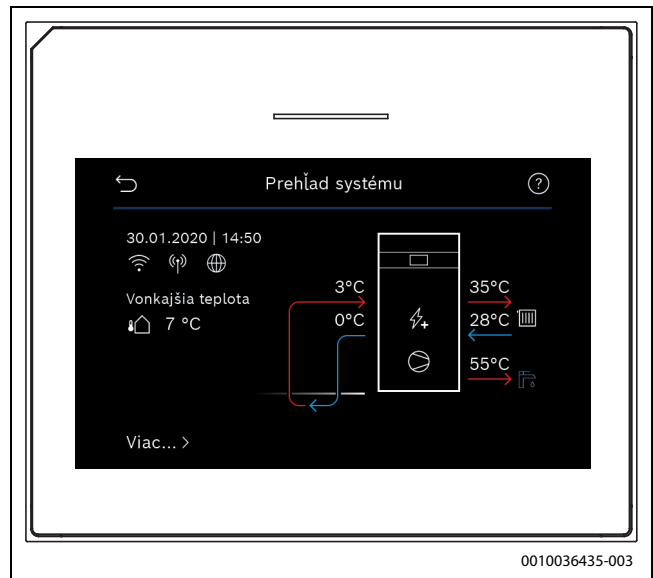 Prehľad systému
?
30.01.2020 | 14:50
Vonkajšia teplota
7 °C
3°C
0°C
35°C
28°C
55°C
Viac... >
0010036435-003